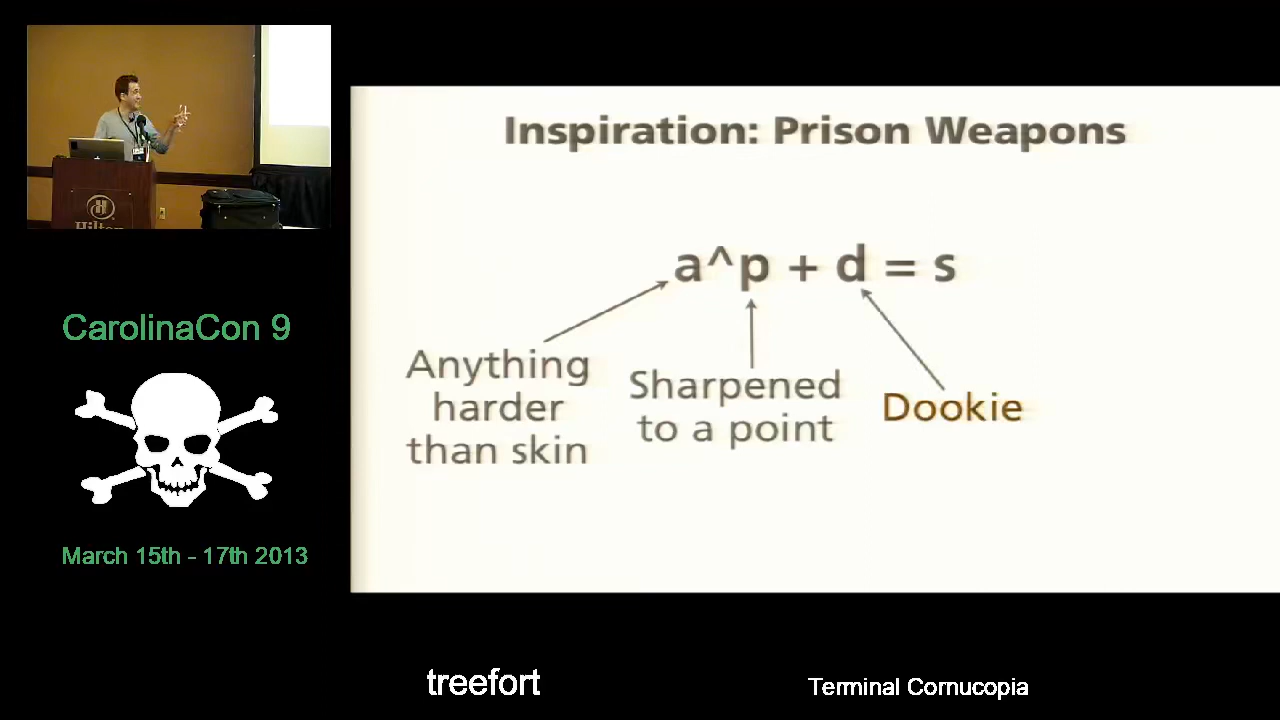 Hilton
CarolinaCon 9
March 15th - 17th 2013
Inspiration: Prison Weapons
a^p + d = s
Anything
harder
than skin
Sharpened
to a point
Dookie
treefort
Terminal Cornucopia